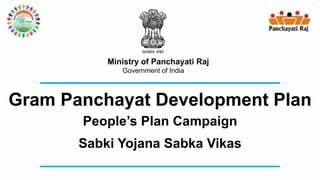 Panchayati Raj
Ministry of Panchayati Raj
Government of India
Gram Panchayat Development Plan
People's Plan Campaign
Sabki Yojana Sabka Vikas